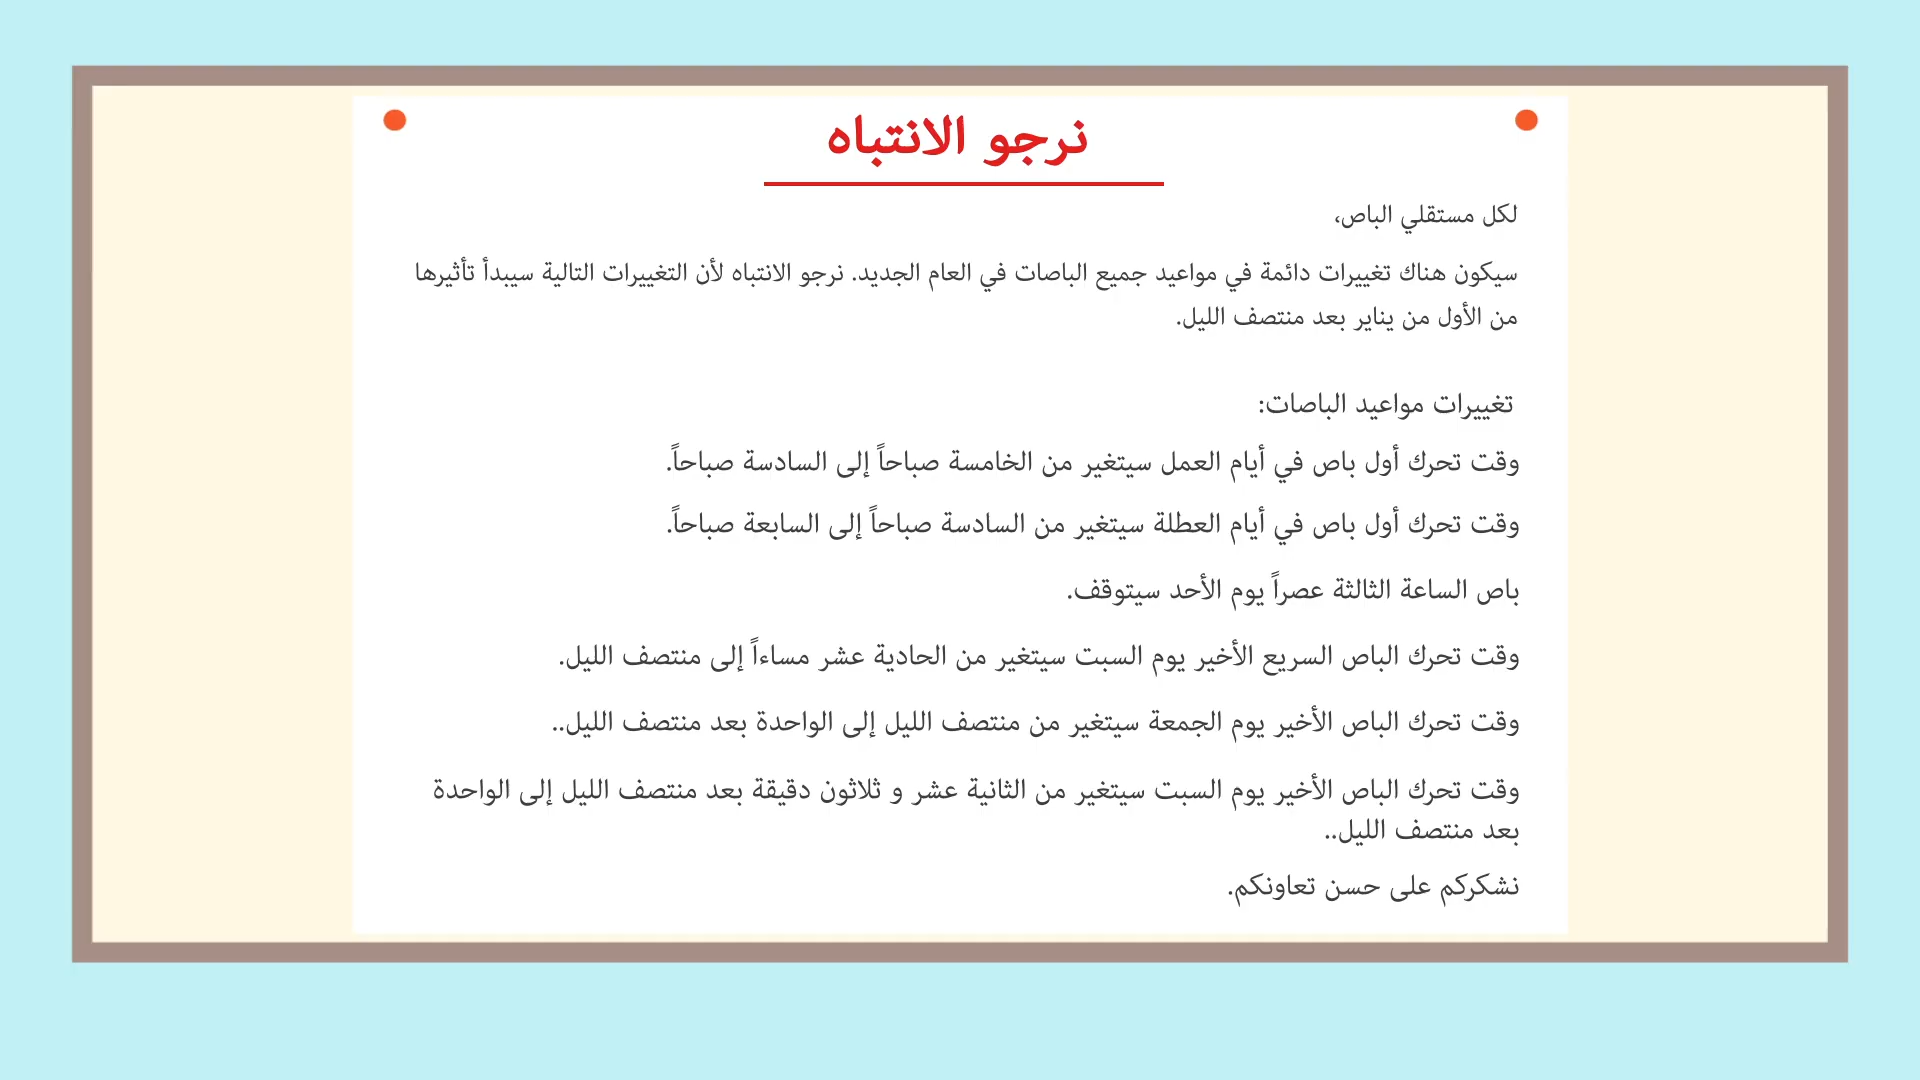 نرجو الانتباه
لكل مستقلي الباص،
سيكون هناك تغييرات دائمة في مواعيد جميع الباصات في العام الجديد. نرجو الانتباه لأن التغييرات التالية سيبدأ تأثيرها
من الأول من يناير بعد منتصف الليل.
تغييرات مواعيد الباصات:
وقت تحرك أول باص في أيام العمل سيتغير من الخامسة صباحاً إلى السادسة صباحاً.
وقت تحرك أول باص في أيام العطلة سيتغير من السادسة صباحاً إلى السابعة صباحاً.
باص الساعة الثالثة عصراً يوم الأحد سيتوقف.
وقت تحرك الباص السريع الأخير يوم السبت سيتغير من الحادية عشر مساءاً إلى منتصف الليل.
وقت تحرك الباص الأخير يوم الجمعة سيتغير من منتصف الليل إلى الواحدة بعد منتصف الليل..
وقت تحرك الباص الأخير يوم السبت سيتغير من الثانية عشر و ثلاثون دقيقة بعد منتصف الليل إلى الواحدة
بعد منتصف الليل..
نشكركم على حسن تعاونكم.